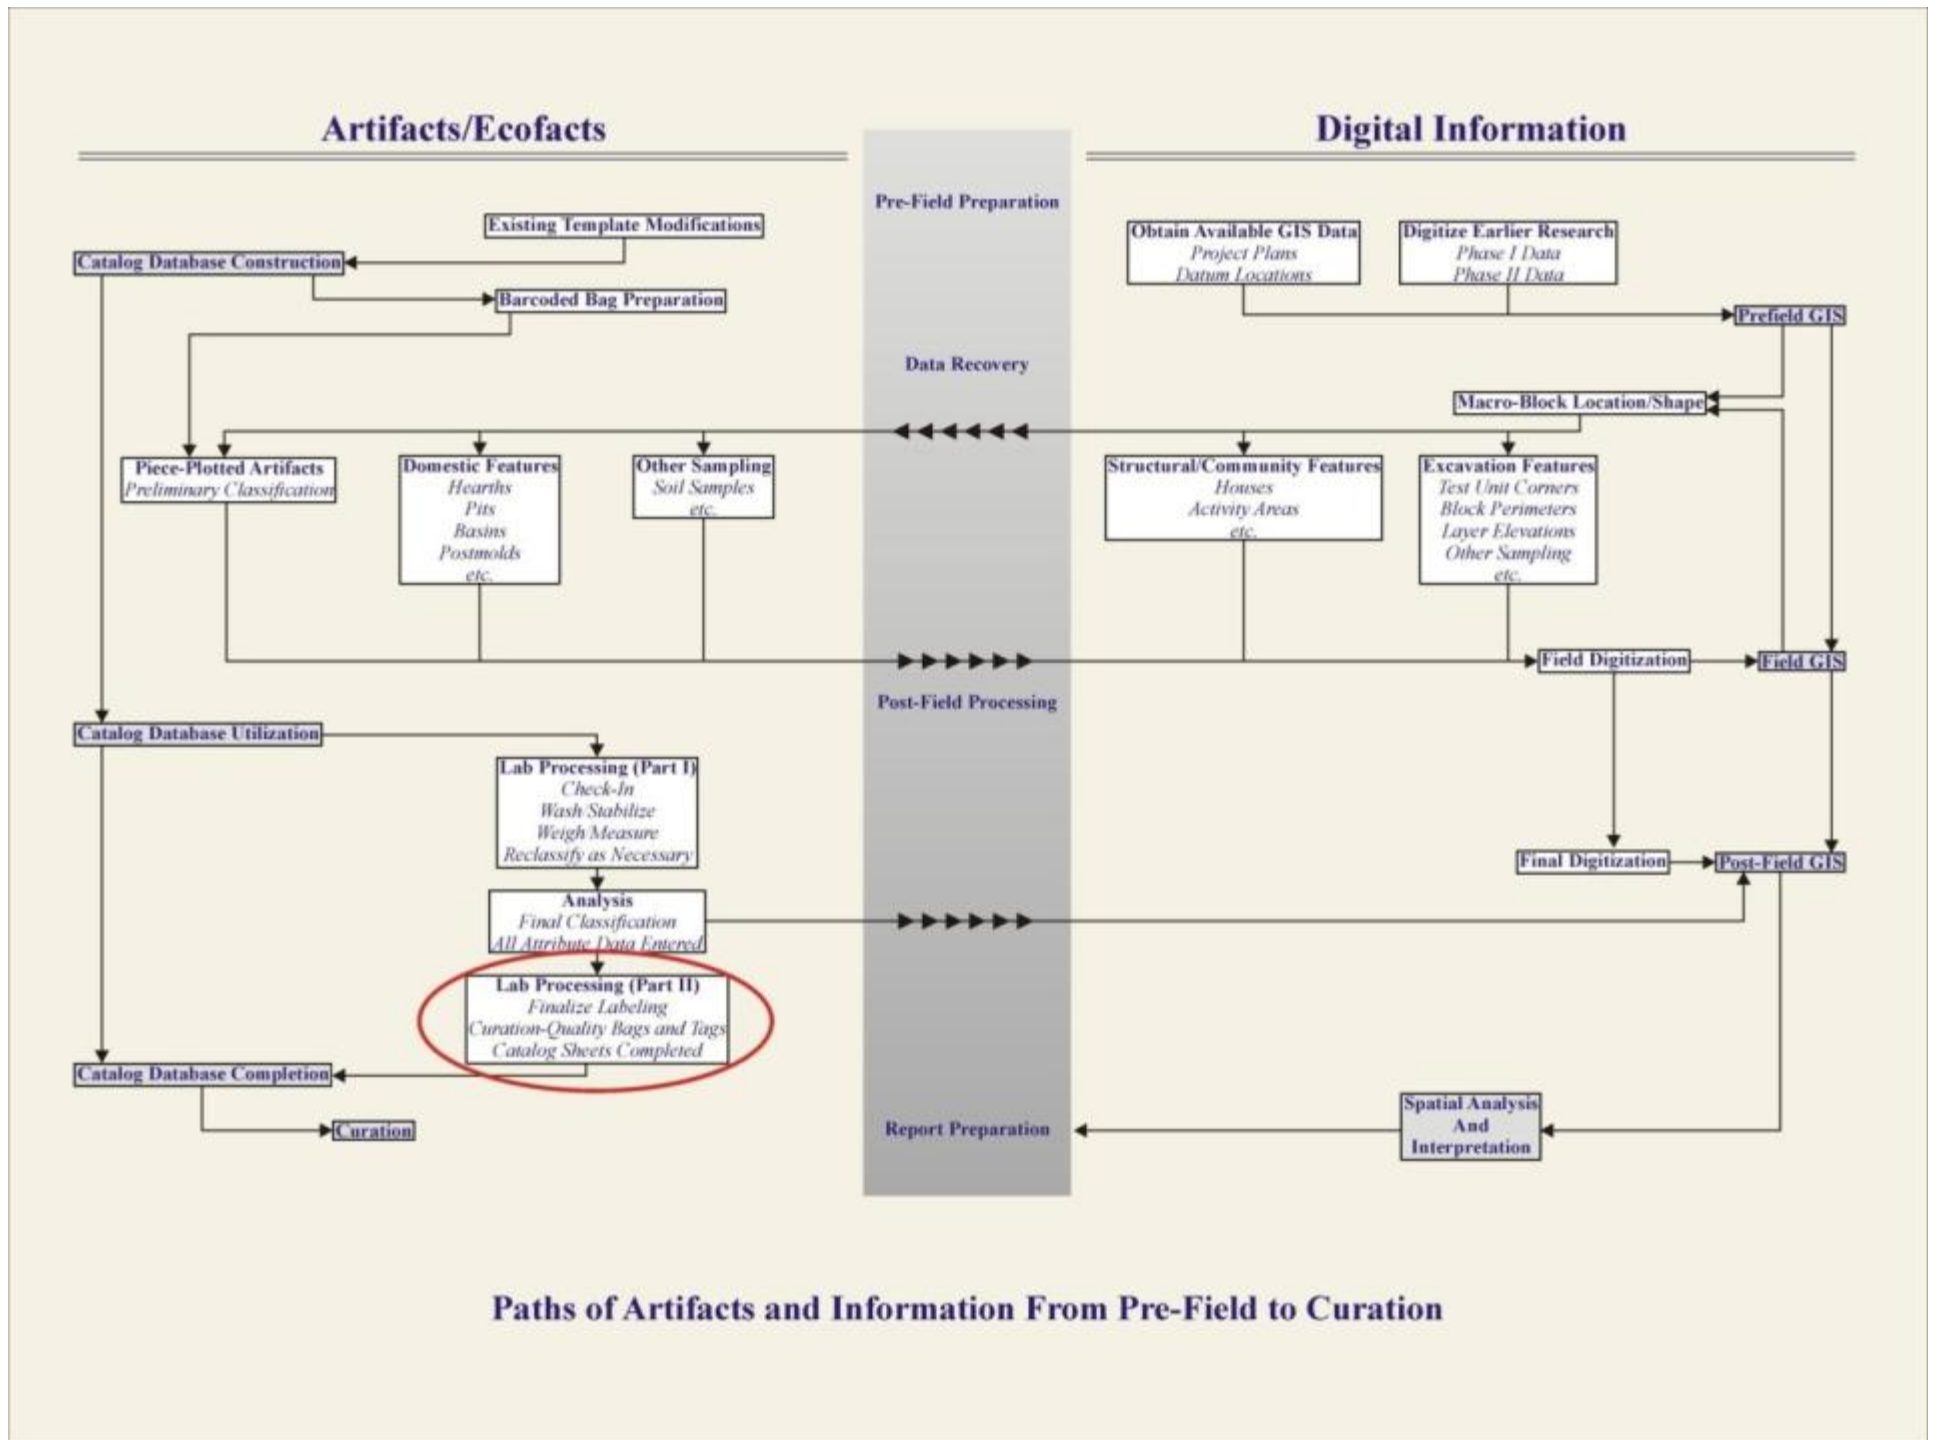 Artifacts/Ecofacts
Digital Information
Pre-Field Preparation
Existing Template Modifications
Catalog Database Construction
Barcoded Bag Preparation
Obtain Available GIS Data
Project Plans
Datum Locations
Digitize Earlier Research
Phase I Data
Phase II Data
Prefield GIS
Data Recovery
Macro-Block Location/Shape
Piece-Plotted Artifacts
Preliminary Classification
Domestic Features
Hearths
Pits
Basins
Postmolds
etc.
Other Sampling
Soil Samples
etc.
Structural/Community Features
Houses
Activity Areas
etc.
Excavation Features
Test Unit Corners
Block Perimeters
Layer Elevations
Other Sampling
etc.
Field Digitization
Field GIS
Post-Field Processing
Catalog Database Utilization
Lab Processing (Part I)
Check-In
Wash/Stabilize
Weigh/Measure
Reclassify as Necessary
Final Digitization
Post-Field GIS
Analysis
Final Classification
All Attribute Data Entered
Lab Processing (Part II)
Finalize Labeling
Curation-Quality Bags and Tags
Catalog Sheets Completed
Catalog Database Completion
Curation
Report Preparation
Spatial Analysis
And
Interpretation
Paths of Artifacts and Information From Pre-Field to Curation